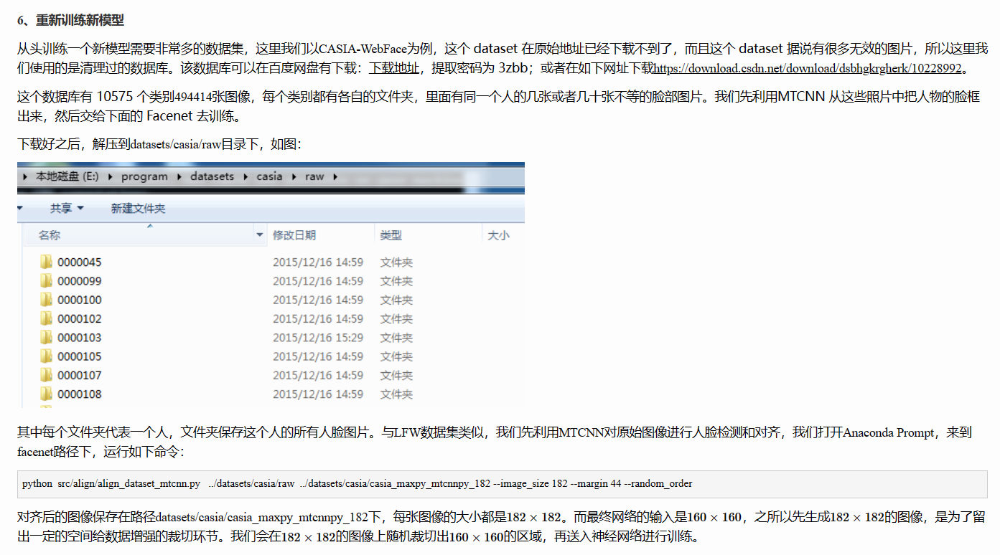 6、重新训练新模型
从头训练一个新模型需要非常多的数据集，这里我们以CASIA-WebFace为例，这个 dataset 在原始地址已经下载不到了，而且这个 dataset 据说有很多无效的图片，所以这里我
们使用的是清理过的数据库。该数据库可以在百度网盘有下载：下载地址，提取密码为 3zbb；或者在如下网址下载https://download.csdn.net/download/dsbhgkrgherk/10228992。
这个数据库有 10575 个类别494414张图像，每个类别都有各自的文件夹，里面有同一个人的几张或者几十张不等的脸部图片。我们先利用MTCNN 从这些照片中把人物的脸框
出来，然后交给下面的 Facenet 去训练。
下载好之后，解压到datasets/casia/raw目录下，如图：
本地磁盘 (E:) program datasets casia raw
共享 新建文件夹
名称 修改日期 类型 大小
0000045 2015/12/16 14:59 文件夹
0000099 2015/12/16 14:59 文件夹
0000100 2015/12/16 14:59 文件夹
0000102 2015/12/16 14:59 文件夹
0000103 2015/12/16 15:29 文件夹
0000105 2015/12/16 14:59 文件夹
0000107 2015/12/16 14:59 文件夹
0000108 2015/12/16 14:59 文件夹
其中每个文件夹代表一个人，文件夹保存这个人的所有人脸图片。与LFW数据集类似，我们先利用MTCNN对原始图像进行人脸检测和对齐，我们打开Anaconda Prompt，来到
facenet路径下，运行如下命令：
python src/align/align_dataset_mtcnn.py ../datasets/casia/raw ../datasets/casia/casia_maxpy_mtcnnpy_182 --image_size 182 --margin 44 --random_order
对齐后的图像保存在路径datasets/casia/casia_maxpy_mtcnnpy_182下，每张图像的大小都是182 × 182。而最终网络的输入是160 × 160，之所以先生成182 × 182的图像，是为了留
出一定的空间给数据增强的裁切环节。我们会在182 × 182的图像上随机裁切出160 × 160的区域，再送入神经网络进行训练。